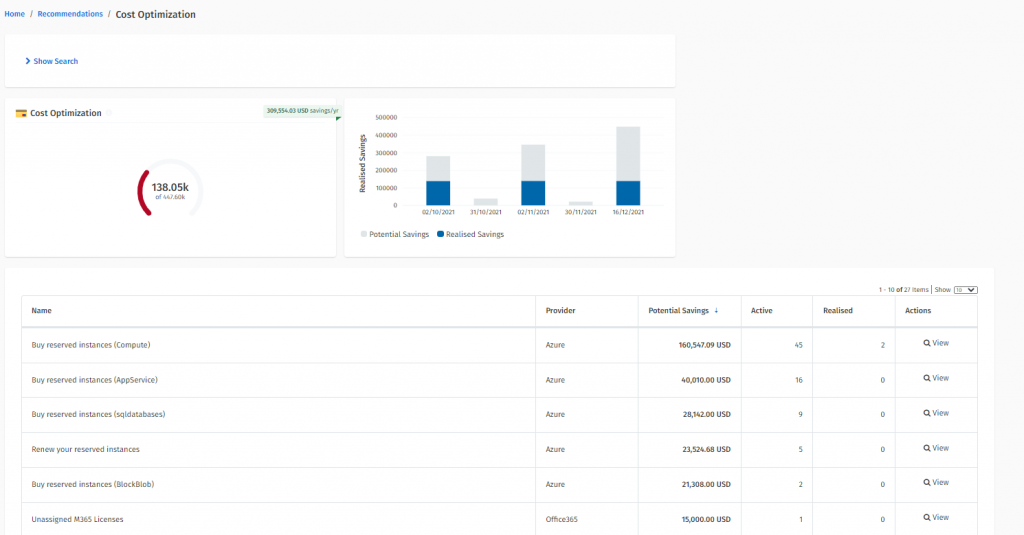 Home / Recommendations / Cost Optimization
Show Search
Cost Optimization
309,554.03 USD savings/yr
138.05k
of 447.60k
Realised Savings
500000
400000
300000
200000
100000
0
02/10/2021 31/10/2021 02/11/2021 30/11/2021 16/12/2021
Potential Savings Realised Savings
1 - 10 of 27 items | Show 10
Name Provider Potential Savings ↓ Active Realised Actions
Buy reserved instances (Compute) Azure 160,547.09 USD 45 2 View
Buy reserved instances (AppService) Azure 40,010.00 USD 16 0 View
Buy reserved instances (sqldatabases) Azure 28,142.00 USD 9 0 View
Renew your reserved instances Azure 23,524.68 USD 5 0 View
Buy reserved instances (BlockBlob) Azure 21,308.00 USD 2 0 View
Unassigned M365 Licenses Office365 15,000.00 USD 1 0 View